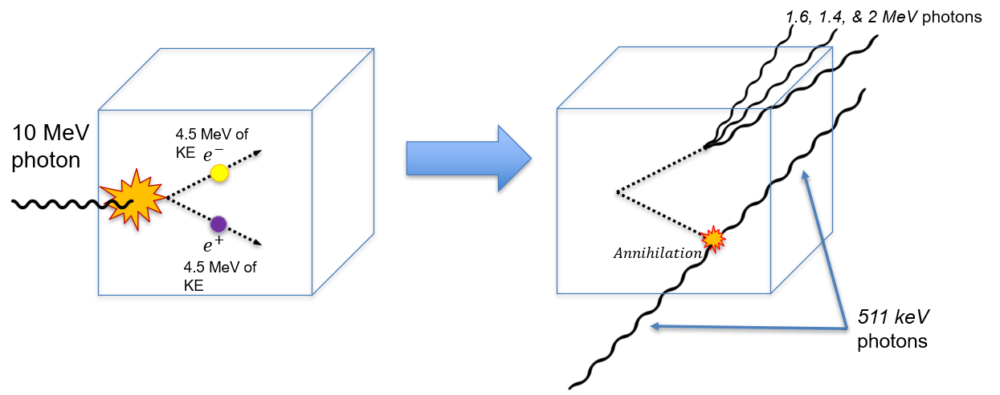 10 MeV
photon
4.5 MeV of
KE e⁻
e⁺
4.5 MeV of
KE
1.6, 1.4, & 2 MeV photons
Annihilation
511 keV
photons